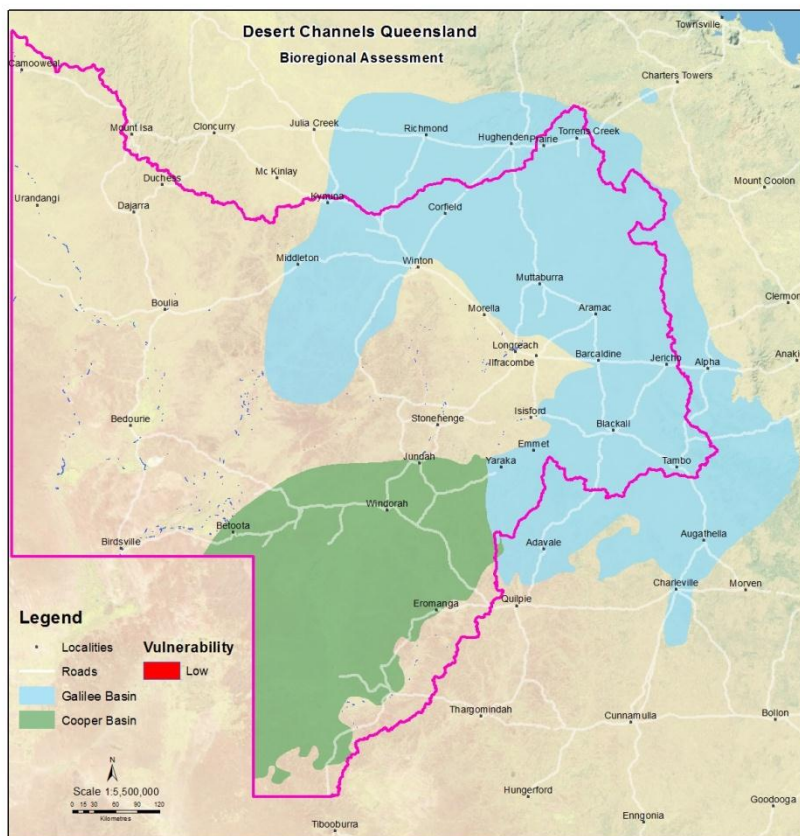 Desert Channels Queensland
Bioregional Assessment
Townsville
Camooweal
Charters Towers
Mount Isa
Cloncurry
Julia Creek
Richmond
Hughenden
Prairie
Torrens Creek
Mc Kinlay
Duchess
Mount Coolon
Urandangi
Dajarra
Kynuna
Corfield
Middleton
Winton
Muttaburra
Boulia
Morella
Aramac
Clermont
Longreach
Ilfracombe
Barcaldine
Jericho
Alpha
Anaki
Bedourie
Stonehenge
Isisford
Blackall
Emmet
Jundah
Yaraka
Tambo
Windorah
Betoota
Birdsville
Adavale
Augathella
Charleville
Morven
Eromanga
Quilpie
Legend
Localities
Roads
Galilee Basin
Cooper Basin
Vulnerability
Low
Thargomindah
Cunnamulla
Bollon
N
Scale 1:5,500,000
0 15 30 60 90 120
Kilometres
Hungerford
Goodooga
Enngonia
Tibooburra